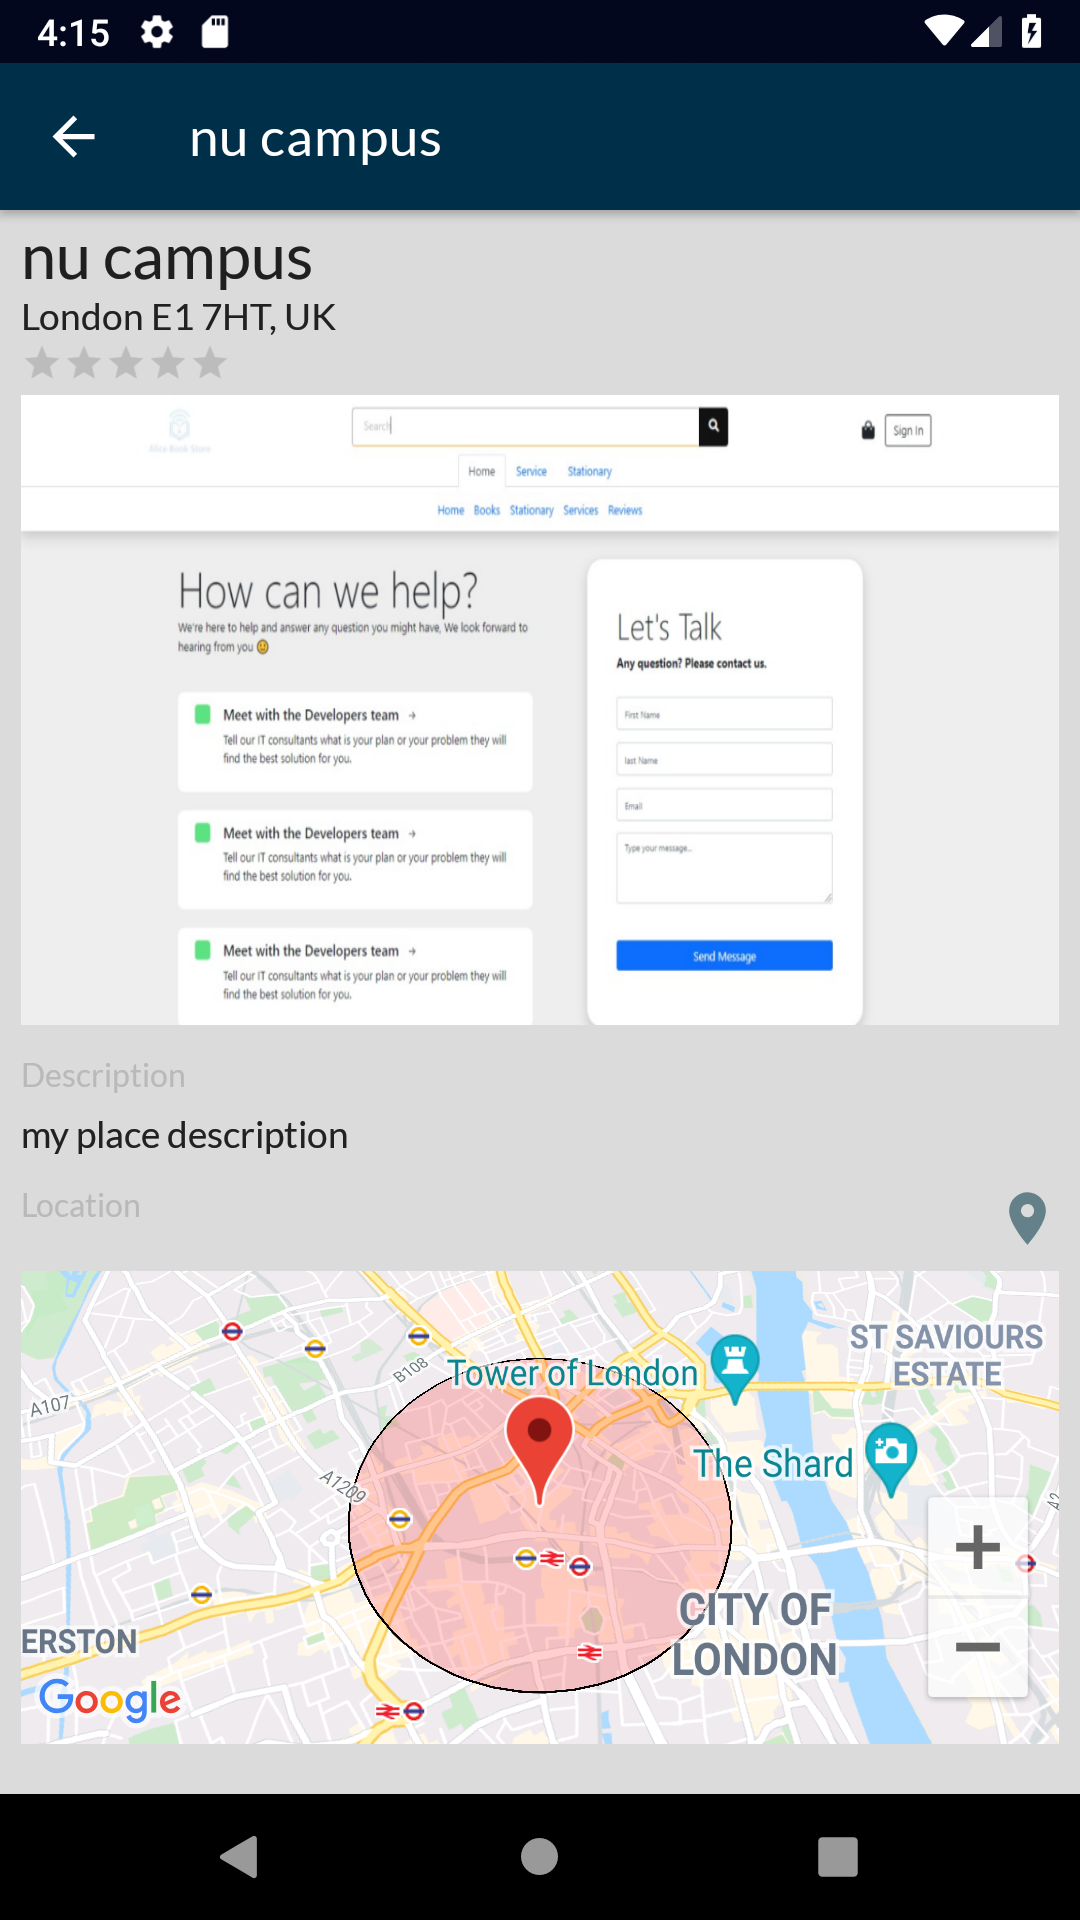 4:15
nu campus
nu campus
London E1 7HT, UK
Alica Book Store
Search
Sign In
Home Service Stationary
Home Books Stationary Services Reviews
How can we help?
We're here to help and answer any question you might have, We look forward to
hearing from you
Let's Talk
Any question? Please contact us.
First Name
last Name
Email
Type your message...
Send Message
Meet with the Developers team →
Tell our IT consultants what is your plan or your problem they will
find the best solution for you.
Meet with the Developers team →
Tell our IT consultants what is your plan or your problem they will
find the best solution for you.
Meet with the Developers team →
Tell our IT consultants what is your plan or your problem they will
find the best solution for you.
Description
my place description
Location
ST SAVIOURS
ESTATE
B108
Tower of London
A107
The Shard
A1209
A2
CITY OF
LONDON
ERSTON
Google